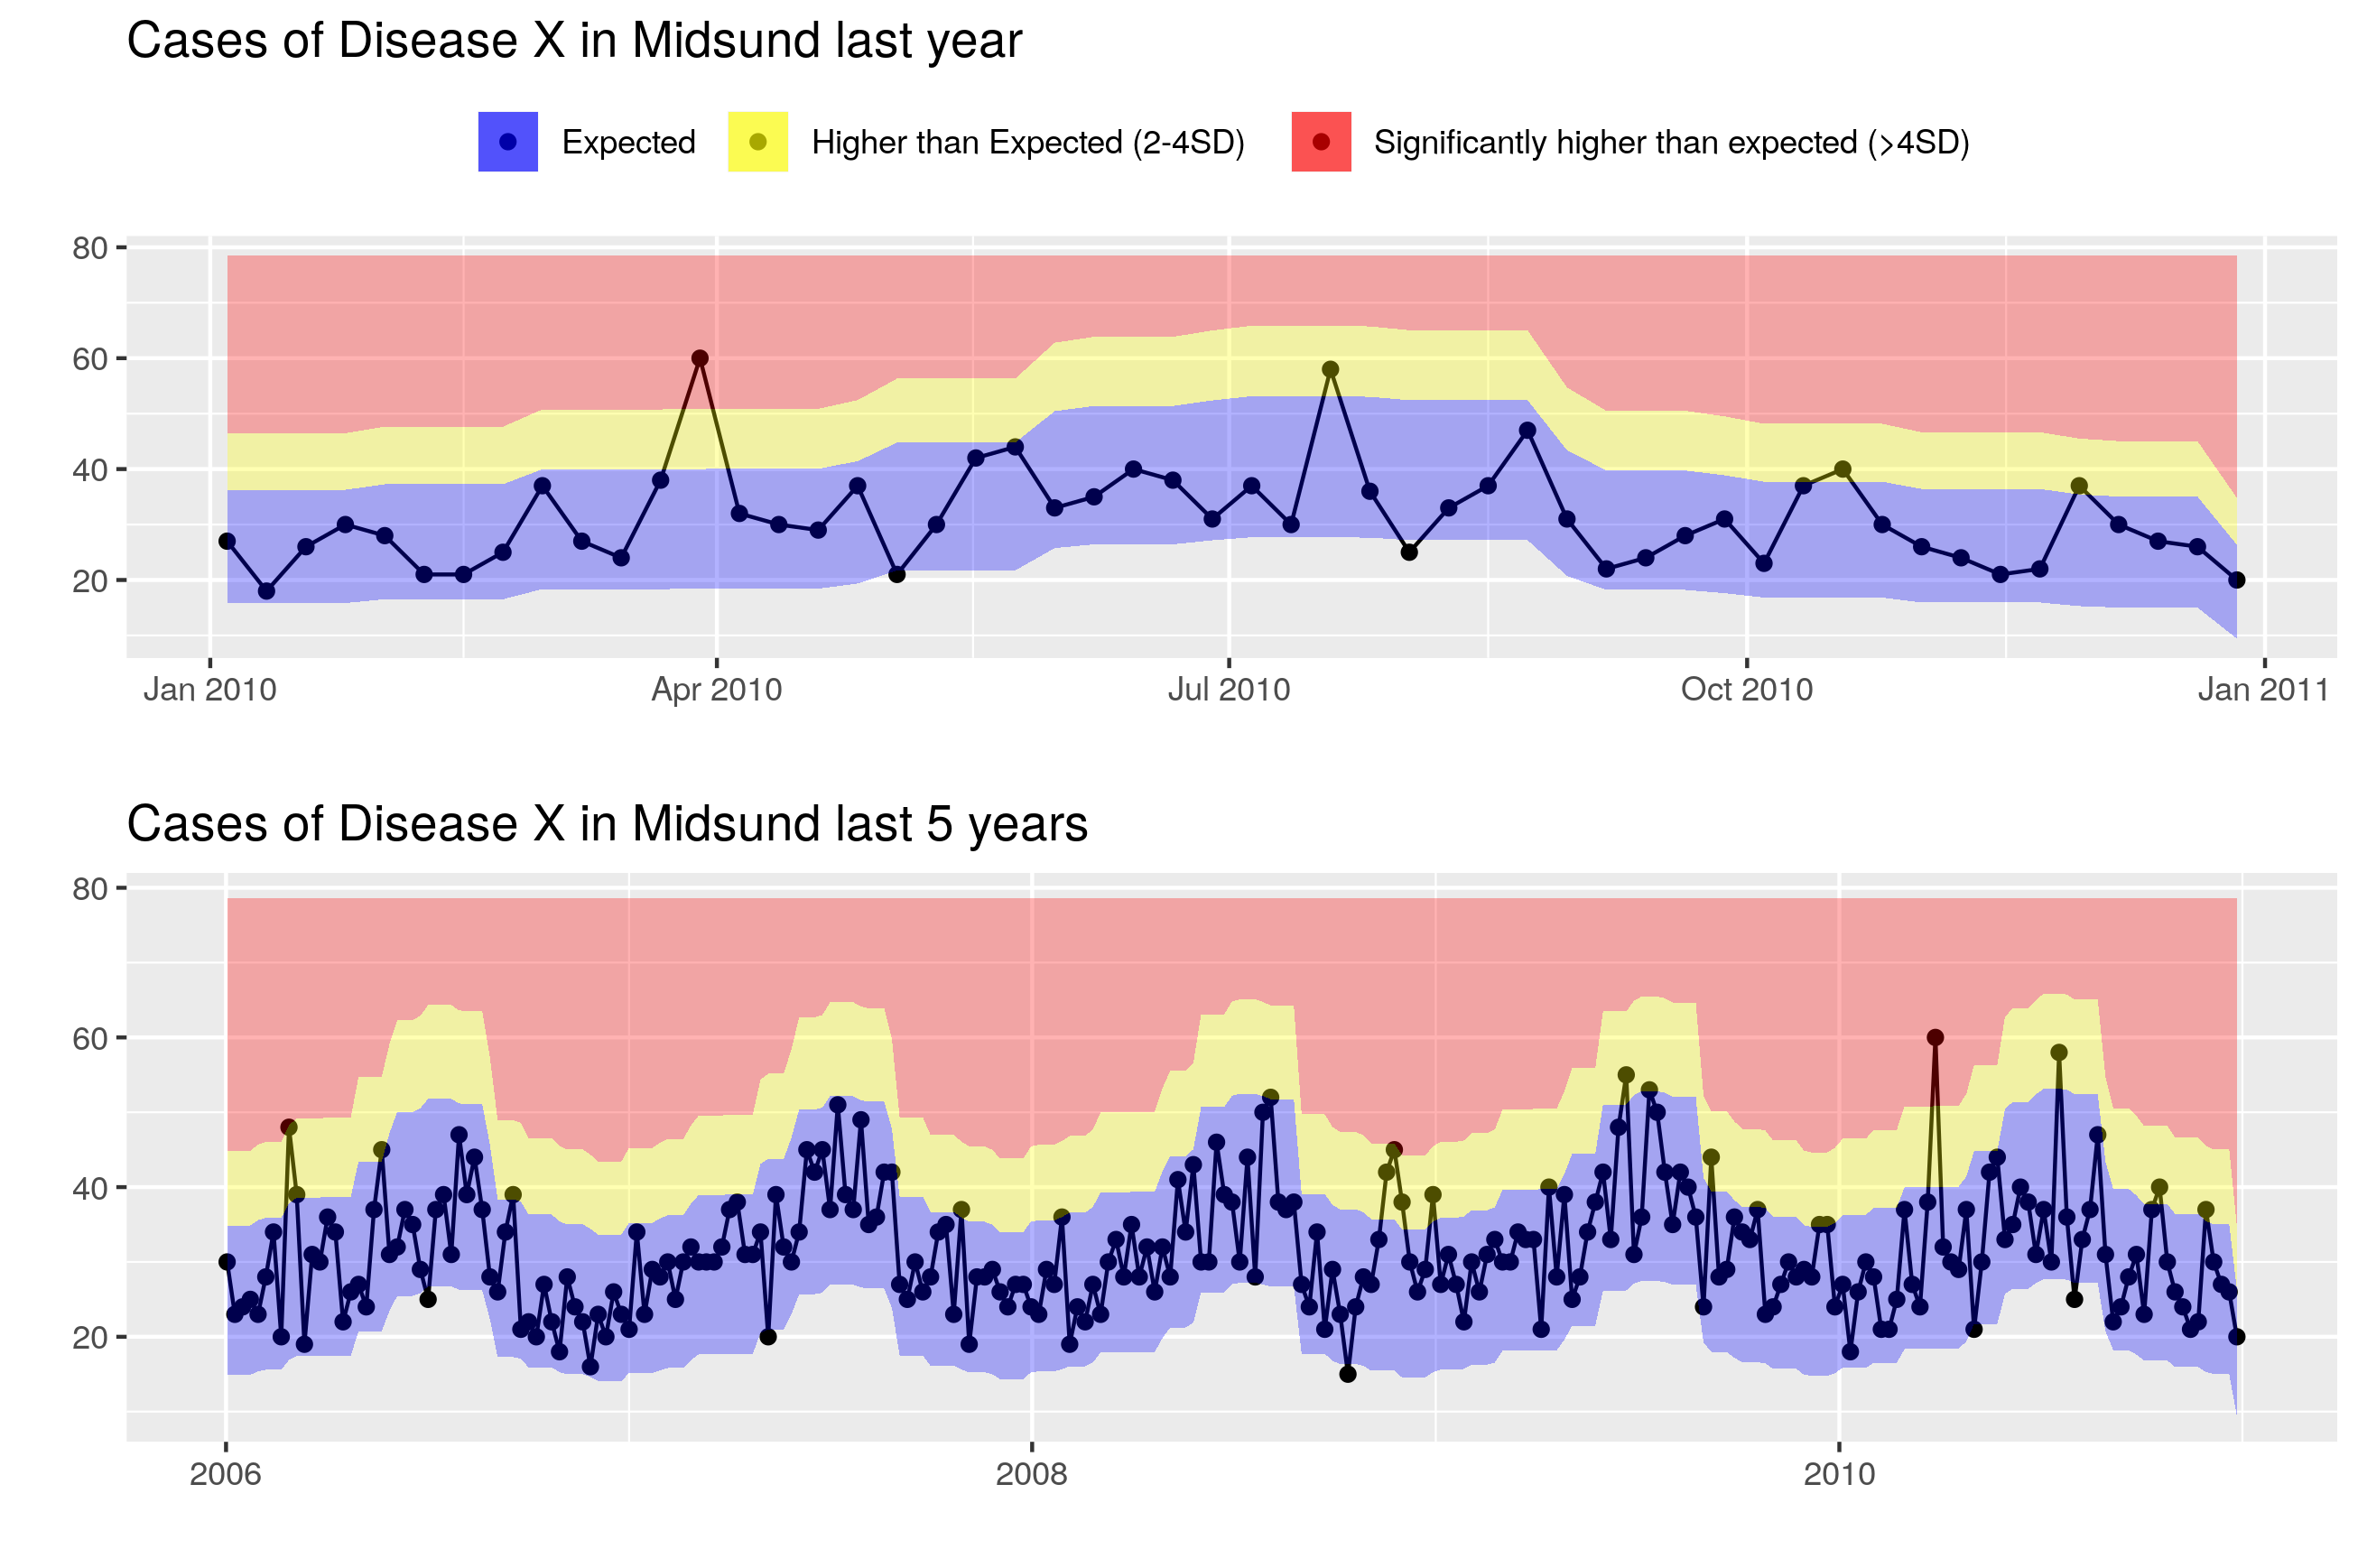 Cases of Disease X in Midsund last year
Expected Higher than Expected (2-4SD) Significantly higher than expected (>4SD)
80
60
40
20
Jan 2010 Apr 2010 Jul 2010 Oct 2010 Jan 2011
Cases of Disease X in Midsund last 5 years
80
60
40
20
2006 2008 2010